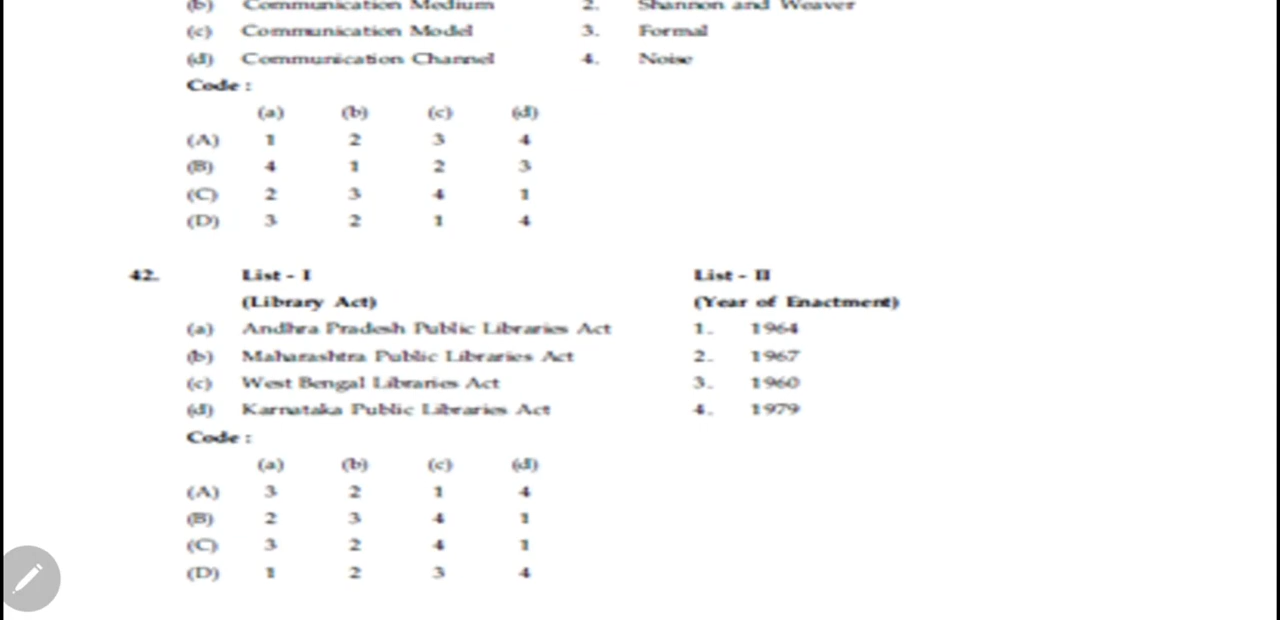 (b) Communication Medium 2. Shannon and Weaver
(c) Communication Model 3. Formal
(d) Communication Channel 4. Noise
Code :
(a) (b) (c) (d)
(A) 1 2 3 4
(B) 4 1 2 3
(C) 2 3 4 1
(D) 3 2 1 4
42. List - I List - II
(Library Act) (Year of Enactment)
(a) Andhra Pradesh Public Libraries Act 1. 1964
(b) Maharashtra Public Libraries Act 2. 1967
(c) West Bengal Libraries Act 3. 1960
(d) Karnataka Public Libraries Act 4. 1979
Code :
(a) (b) (c) (d)
(A) 3 2 1 4
(B) 2 3 4 1
(C) 3 2 4 1
(D) 1 2 3 4